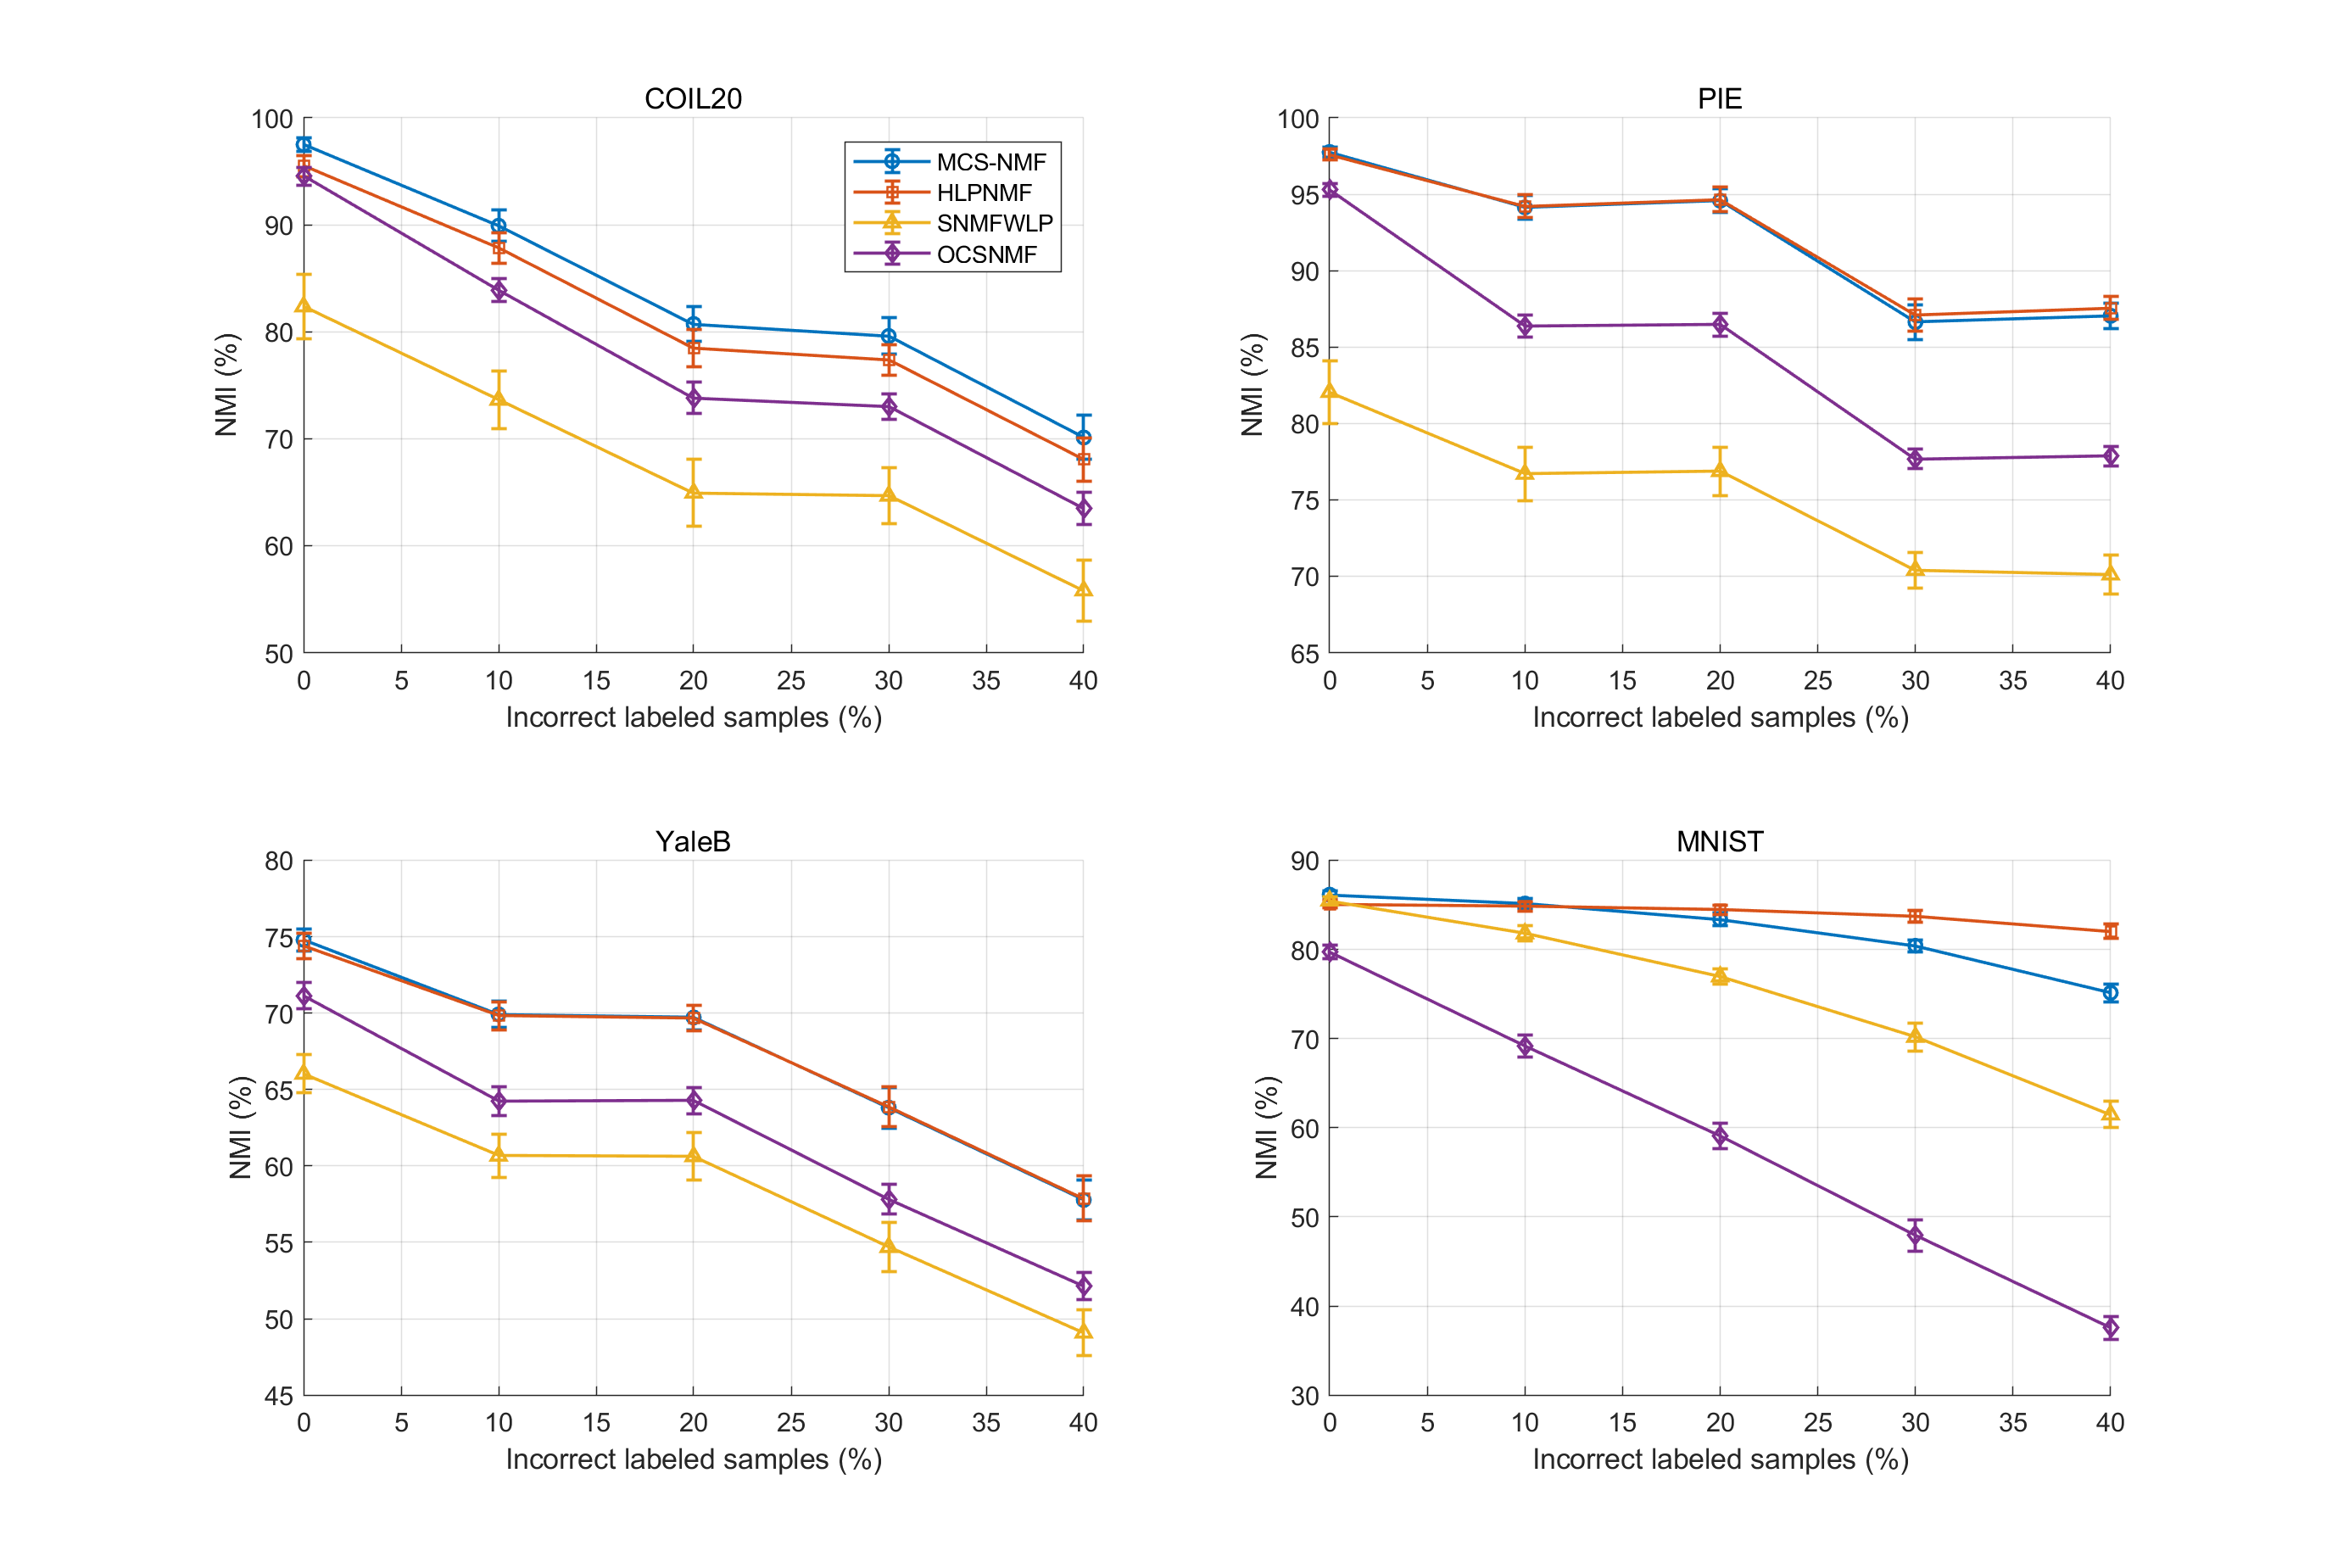 COIL20
100
90
80
70
60
50
NMI (%)
0 5 10 15 20 25 30 35 40
Incorrect labeled samples (%)
MCS-NMF
HLPNMF
SNMFWLP
OCSNMF
PIE
100
95
90
85
80
75
70
65
NMI (%)
0 5 10 15 20 25 30 35 40
Incorrect labeled samples (%)
YaleB
80
75
70
65
60
55
50
45
NMI (%)
0 5 10 15 20 25 30 35 40
Incorrect labeled samples (%)
MNIST
90
80
70
60
50
40
30
NMI (%)
0 5 10 15 20 25 30 35 40
Incorrect labeled samples (%)